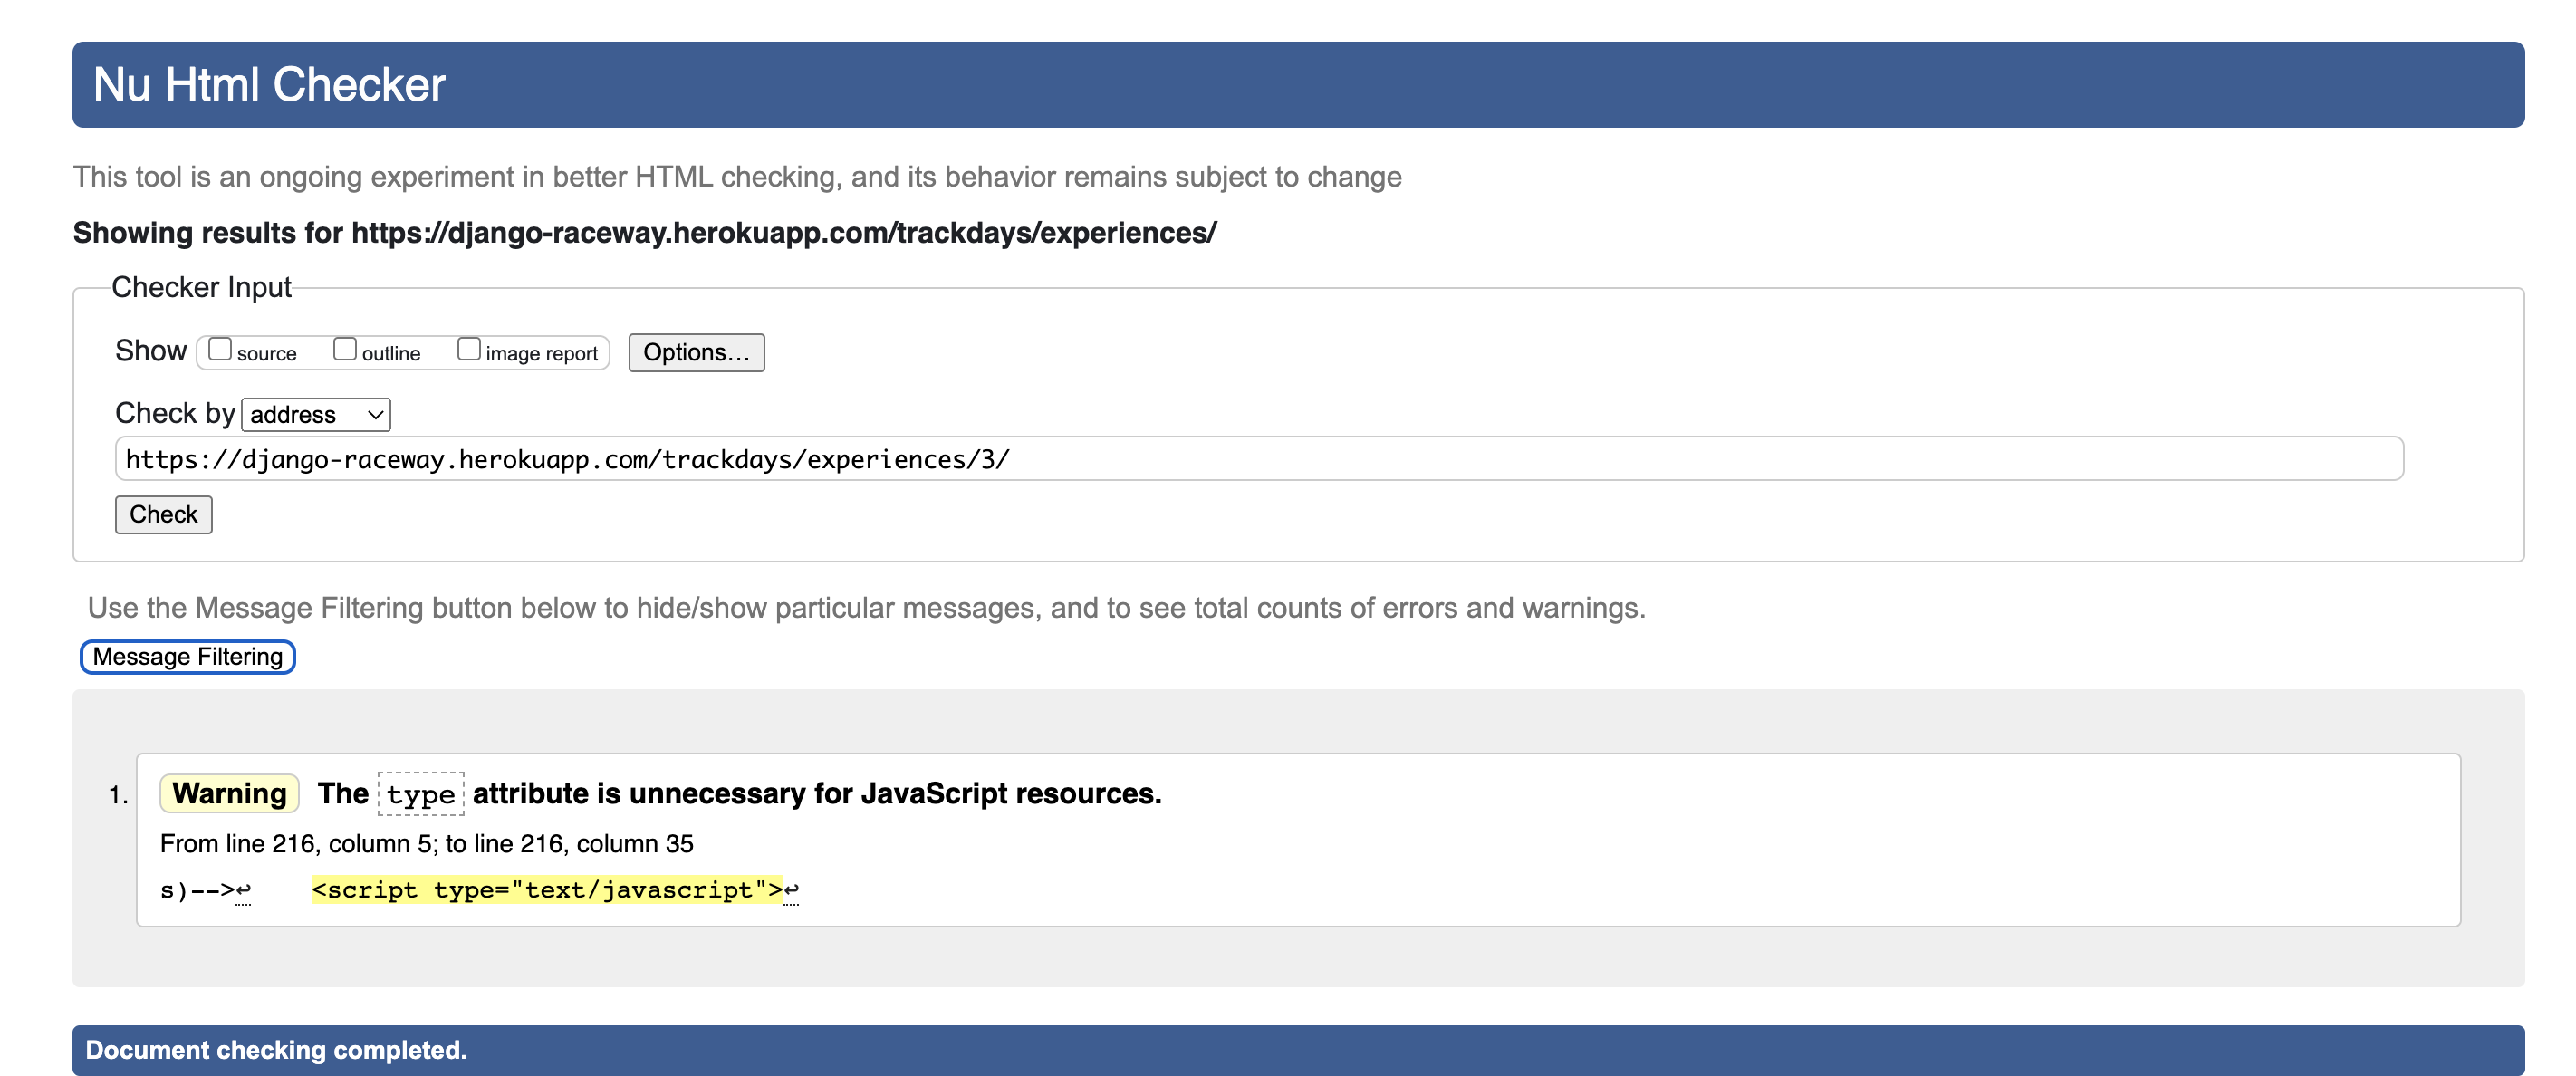 Nu Html Checker
This tool is an ongoing experiment in better HTML checking, and its behavior remains subject to change
Showing results for https://django-raceway.herokuapp.com/trackdays/experiences/
Checker Input
Show source outline image report Options...
Check by address
https://django-raceway.herokuapp.com/trackdays/experiences/3/
Check
Use the Message Filtering button below to hide/show particular messages, and to see total counts of errors and warnings.
Message Filtering
1. Warning The type attribute is unnecessary for JavaScript resources.
From line 216, column 5; to line 216, column 35
s)-->↩ <script type="text/javascript">↩
Document checking completed.